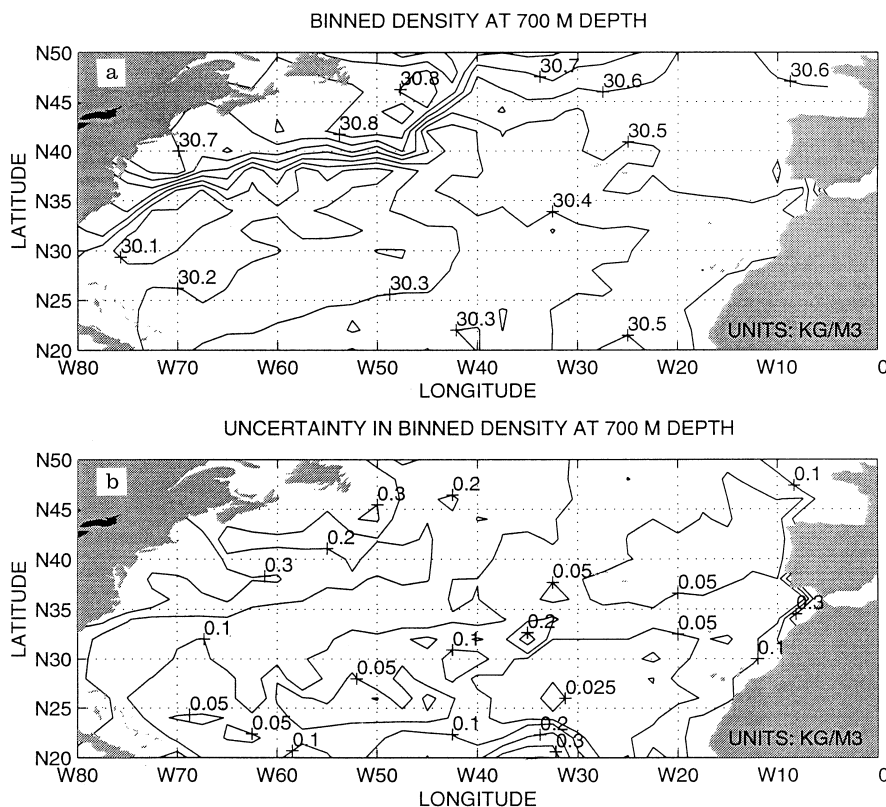 BINNED DENSITY AT 700 M DEPTH
a
N50
N45
N40
N35
N30
N25
N20
LATITUDE
30.8
30.7
30.6
30.6
30.8
30.7
30.5
30.4
30.1
30.2
30.3
30.3
30.5
UNITS: KG/M3
W80 W70 W60 W50 W40 W30 W20 W10 0
LONGITUDE
UNCERTAINTY IN BINNED DENSITY AT 700 M DEPTH
b
N50
N45
N40
N35
N30
N25
N20
LATITUDE
0.3
0.2
0.1
0.2
0.3
0.05
0.05
0.3
0.1
0.2
0.05
0.1
0.1
0.05
0.025
0.05
0.05
0.1
0.1
0.2
0.3
UNITS: KG/M3
W80 W70 W60 W50 W40 W30 W20 W10 0
LONGITUDE